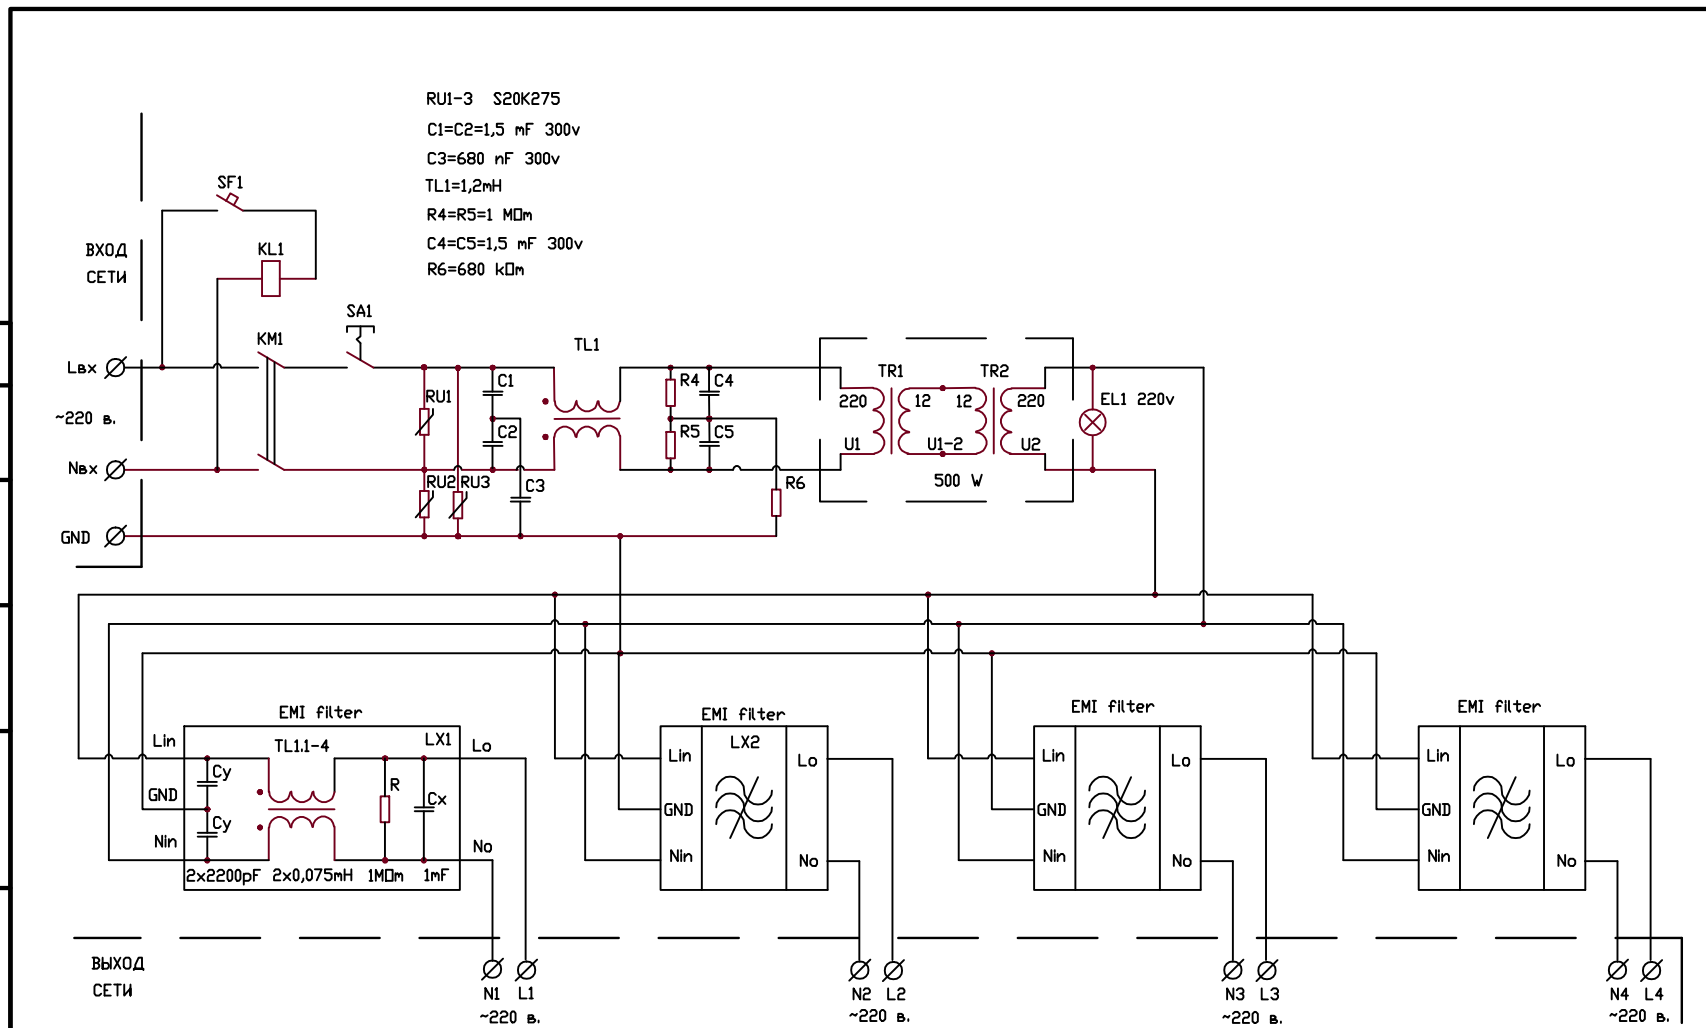 RU1-3 S20K275
C1=C2=1,5 mF 300v
C3=680 nF 300v
TL1=1,2mH
R4=R5=1 MOm
C4=C5=1,5 mF 300v
R6=680 kOm
SF1
ВХОД
СЕТИ
KL1
SA1
KM1
TL1
Lвх
~220 в.
Nвх
GND
RU1
C1
C2
RU2
RU3
C3
R4
C4
R5
C5
R6
TR1
TR2
220
12
12
220
U1
U1-2
U2
500 W
EL1 220v
EMI filter
Lin
TL1.1-4
LX1
Lo
Cy
GND
R
Cx
Cy
Nin
No
2x2200pF
2x0,075mH
1MOm
1mF
EMI filter
LX2
Lin
Lo
GND
Nin
No
EMI filter
Lin
Lo
GND
Nin
No
EMI filter
Lin
Lo
GND
Nin
No
ВЫХОД
СЕТИ
N1 L1
~220 в.
N2 L2
~220 в.
N3 L3
~220 в.
N4 L4
~220 в.